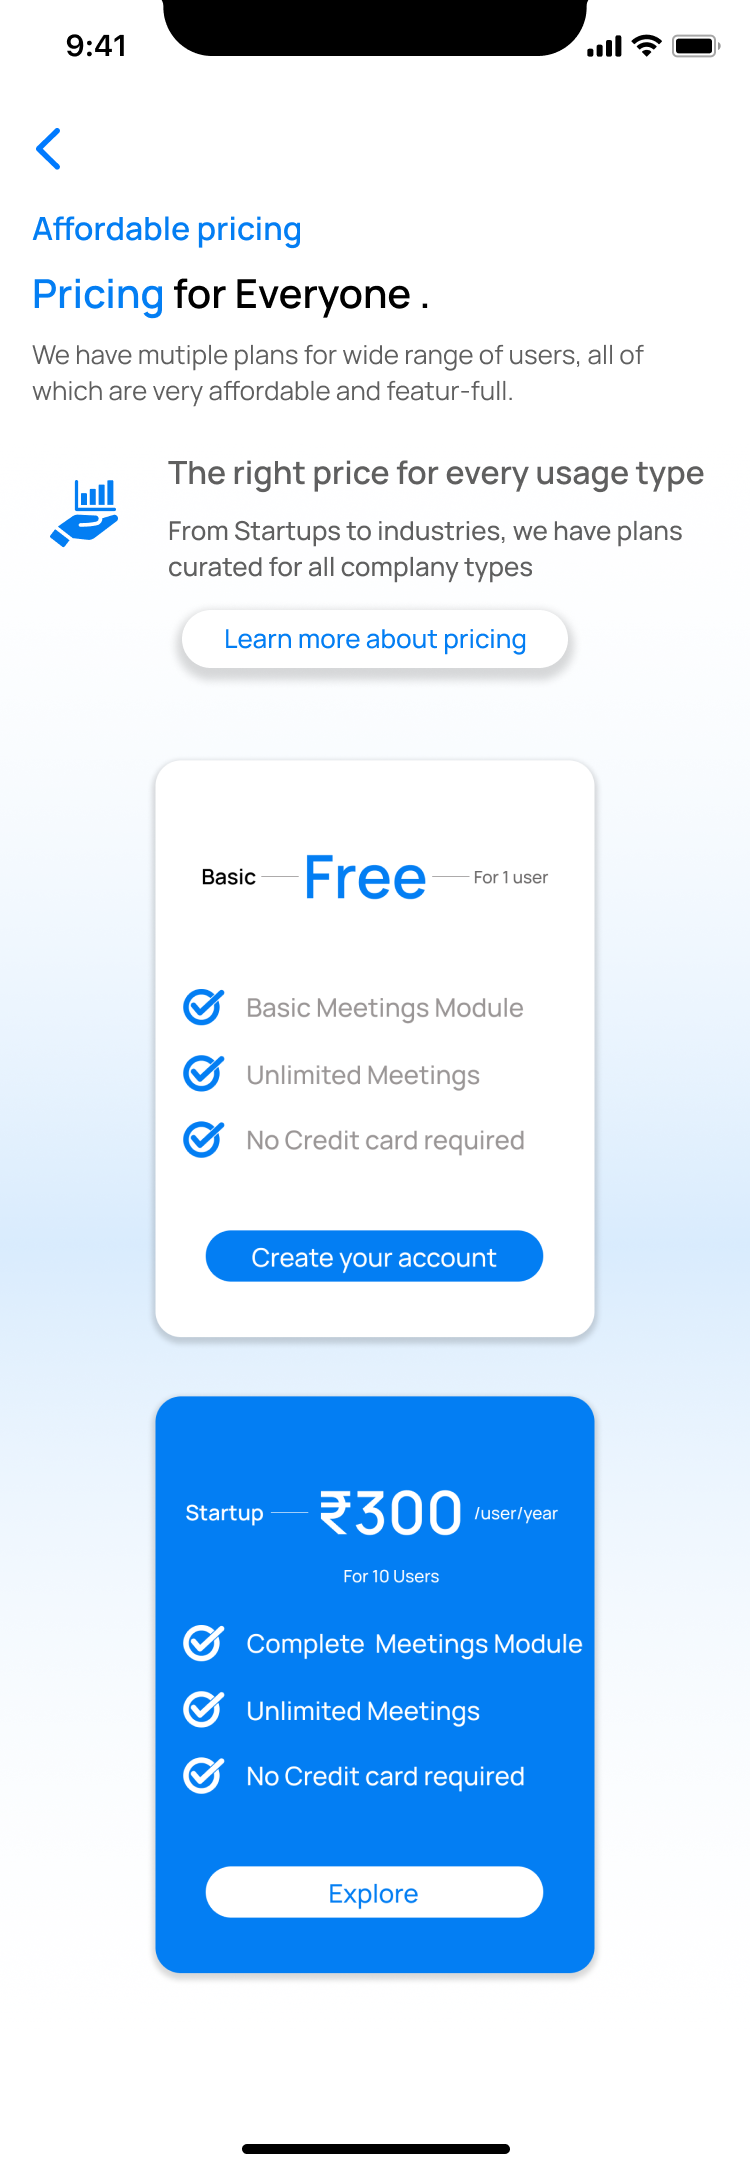 9:41
Affordable pricing
Pricing for Everyone .
We have mutiple plans for wide range of users, all of
which are very affordable and featur-full.
The right price for every usage type
From Startups to industries, we have plans
curated for all complany types
Learn more about pricing
Basic Free For 1 user
Basic Meetings Module
Unlimited Meetings
No Credit card required
Create your account
Startup ₹300 /user/year
For 10 Users
Complete  Meetings Module
Unlimited Meetings
No Credit card required
Explore